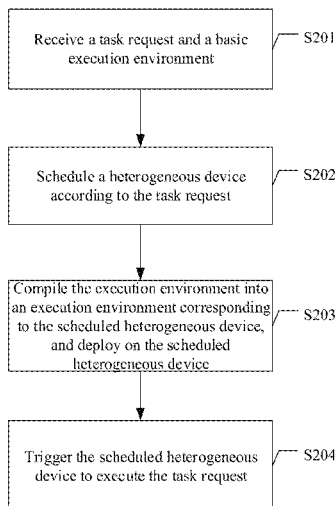 Receive a task request and a basic
execution environment
S201
Schedule a heterogeneous device
according to the task request
S202
Compile the execution environment into
an execution environment corresponding
to the scheduled heterogeneous device,
and deploy on the scheduled
heterogeneous device
S203
Trigger the scheduled heterogeneous
device to execute the task request
S204